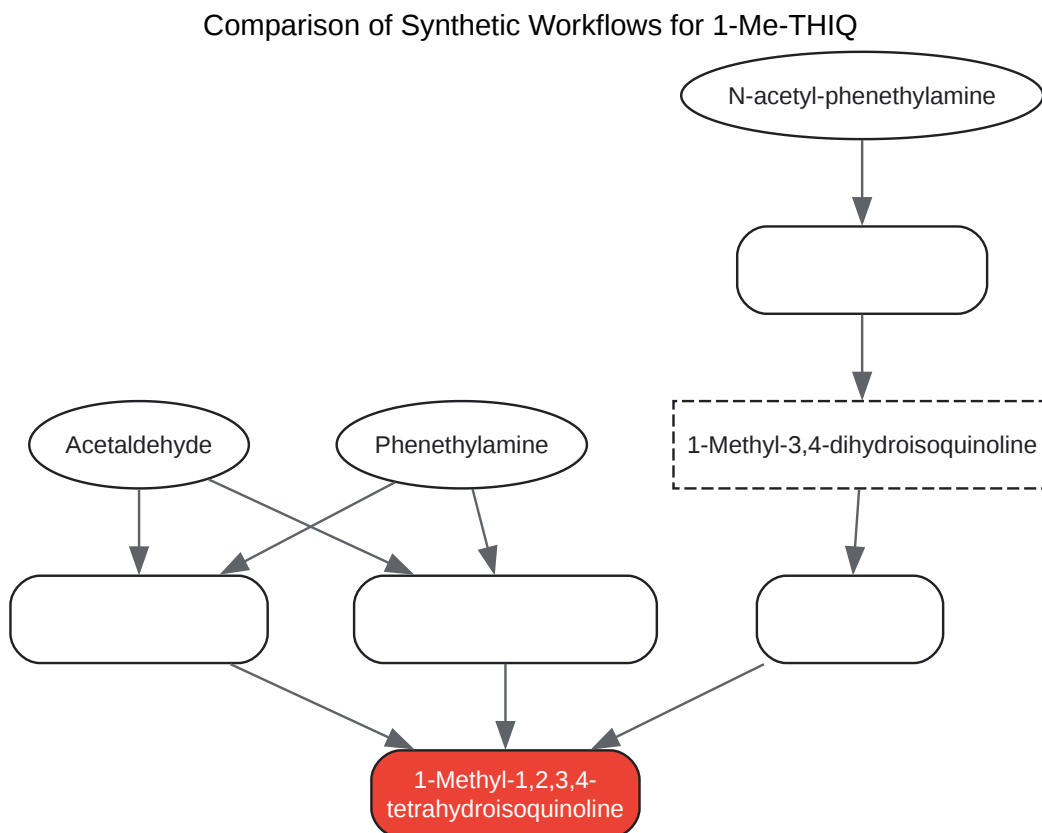 Comparison of Synthetic Workflows for 1-Me-THIQ
N-acetyl-phenethylamine
Acetaldehyde
Phenethylamine
1-Methyl-3,4-dihydroisoquinoline
1-Methyl-1,2,3,4-
tetrahydroisoquinoline